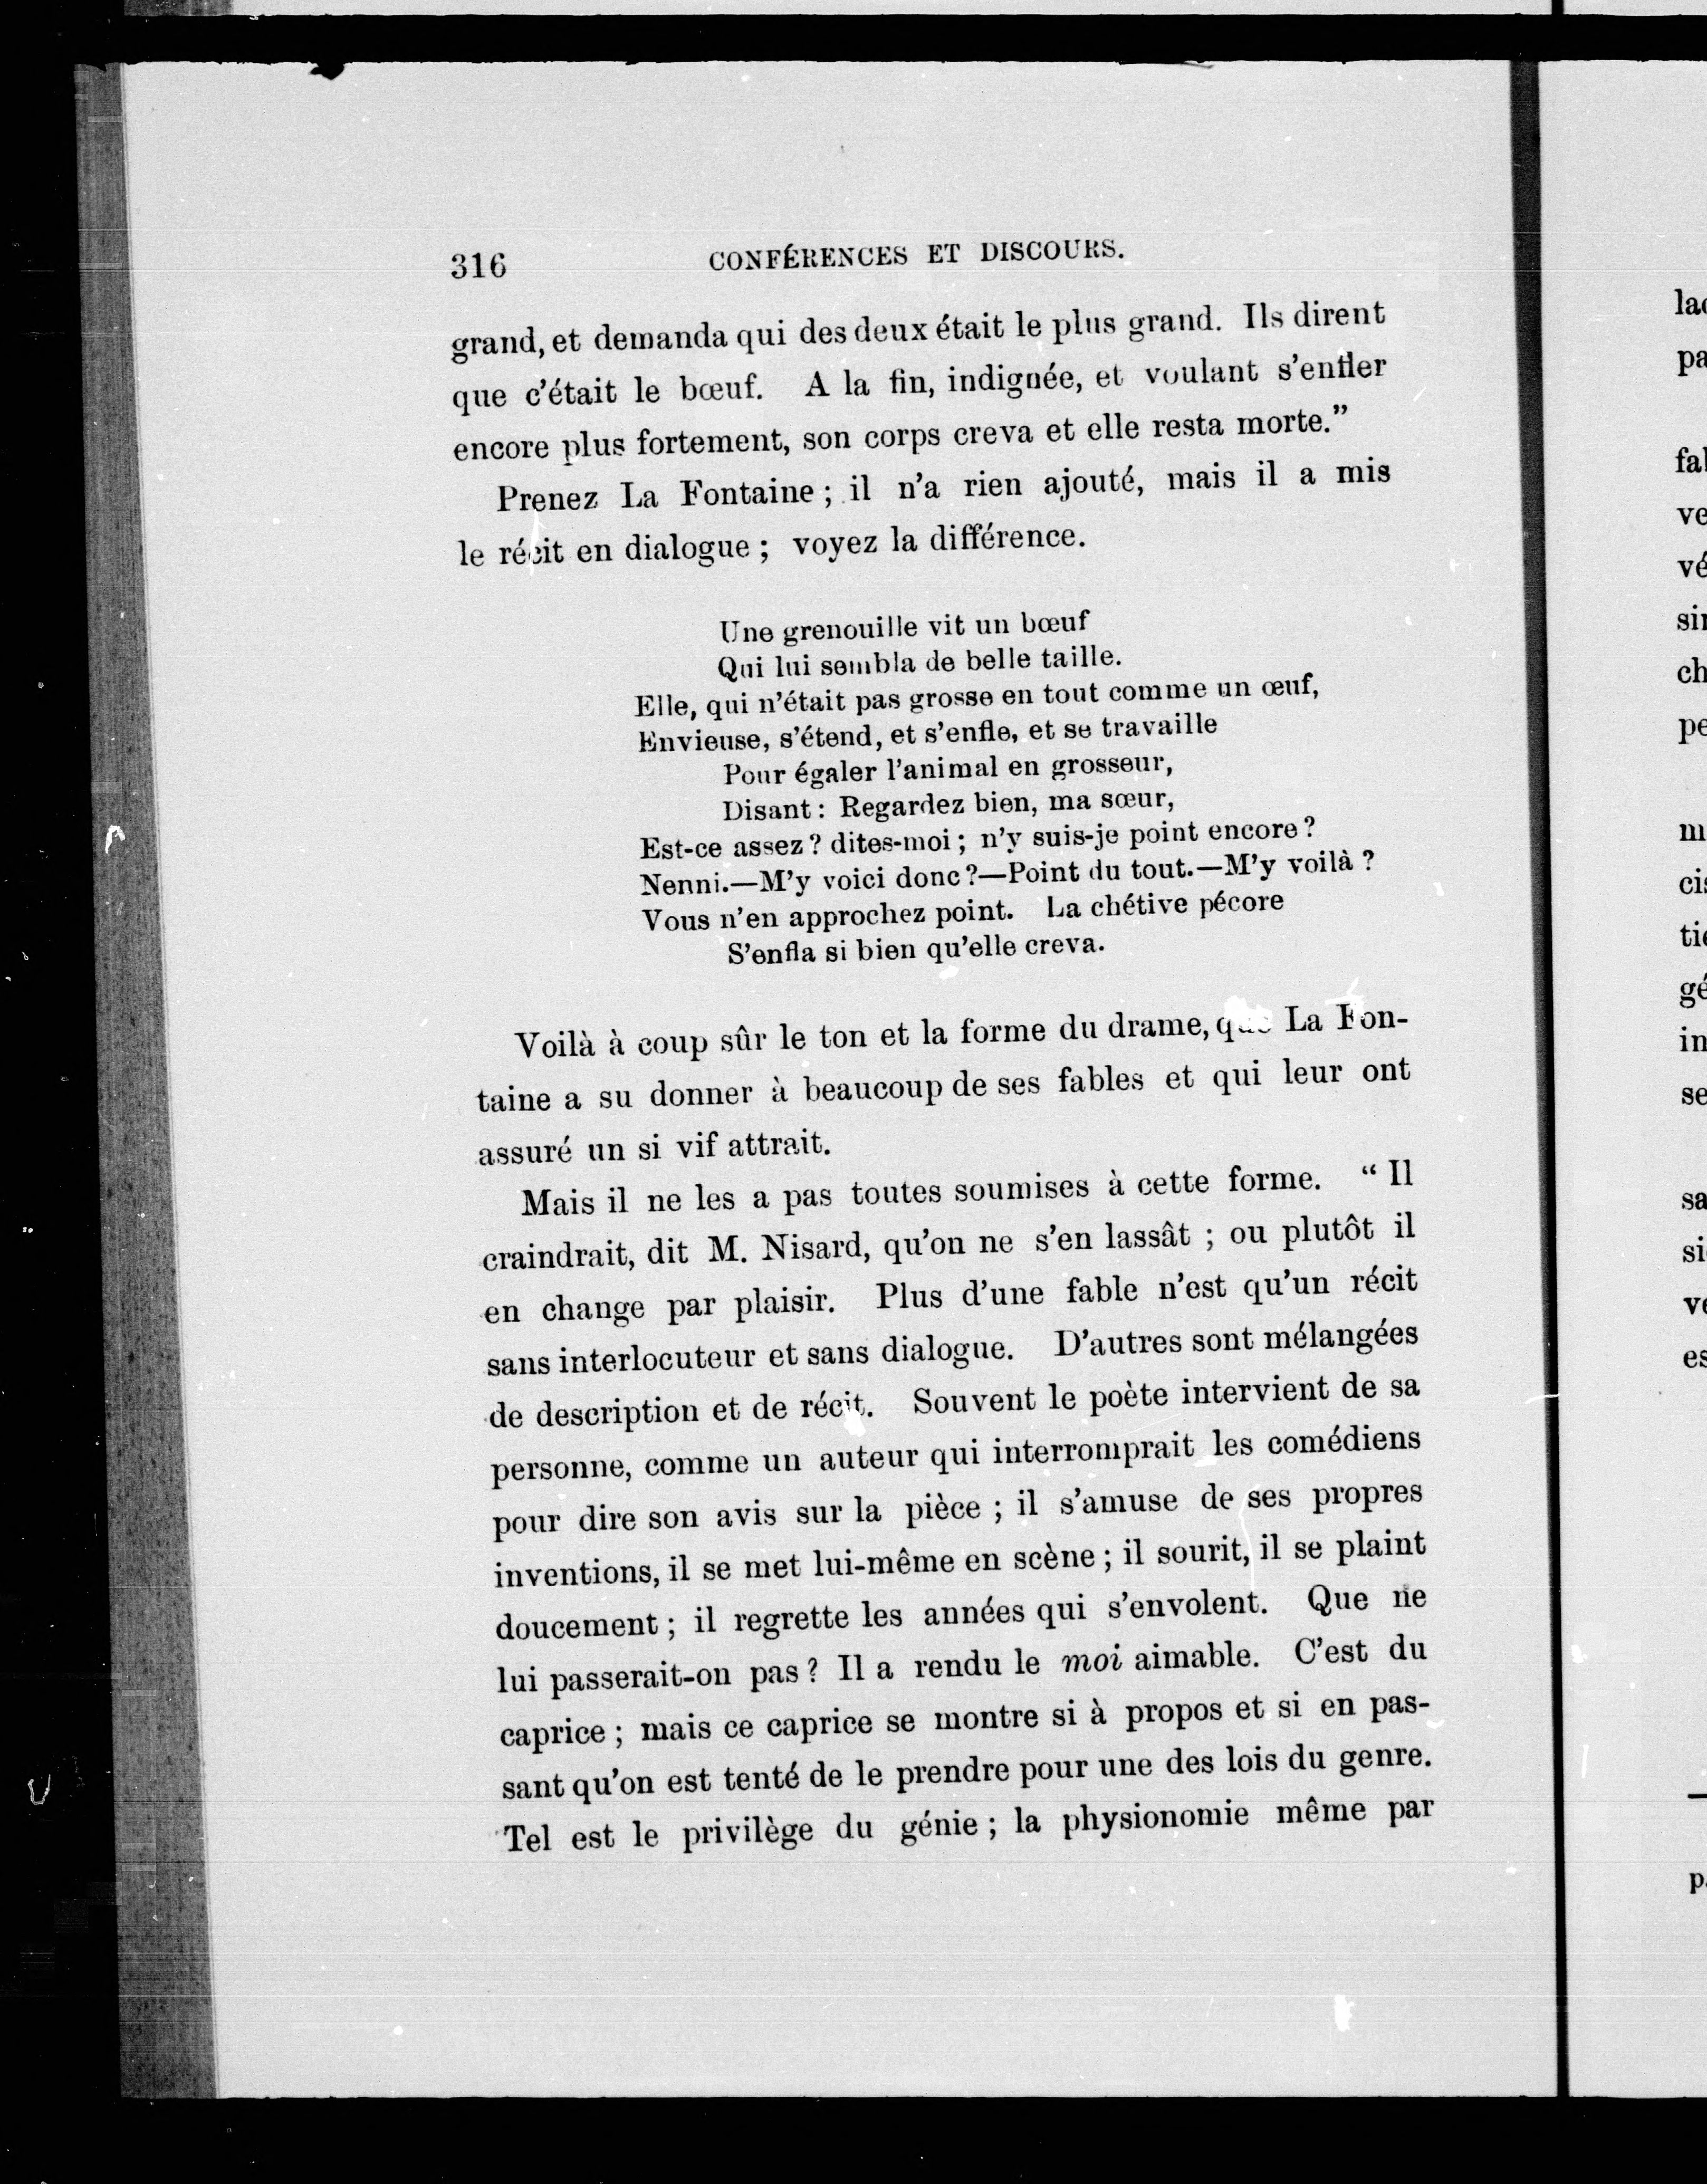 316 CONFÉRENCES ET DISCOURS.
grand, et demanda qui des deux était le plus grand. Ils dirent
que c'était le bœuf. A la fin, indignée, et voulant s'enfler
encore plus fortement, son corps creva et elle resta morte.”
Prenez La Fontaine ; il n'a rien ajouté, mais il a mis
le récit en dialogue ; voyez la différence.
Une grenouille vit un bœuf
Qui lui sembla de belle taille.
Elle, qui n'était pas grosse en tout comme un œuf,
Envieuse, s'étend, et s'enfle, et se travaille
Pour égaler l'animal en grosseur,
Disant : Regardez bien, ma sœur,
Est-ce assez ? dites-moi ; n'y suis-je point encore ?
Nenni.—M'y voici donc ?—Point du tout.—M'y voilà ?
Vous n'en approchez point. La chétive pécore
S'enfla si bien qu'elle creva.
Voilà à coup sûr le ton et la forme du drame, que La Fon-
taine a su donner à beaucoup de ses fables et qui leur ont
assuré un si vif attrait.
Mais il ne les a pas toutes soumises à cette forme. “ Il
craindrait, dit M. Nisard, qu'on ne s'en lassât ; ou plutôt il
en change par plaisir. Plus d'une fable n'est qu'un récit
sans interlocuteur et sans dialogue. D'autres sont mélangées
de description et de récit. Souvent le poète intervient de sa
personne, comme un auteur qui interromprait les comédiens
pour dire son avis sur la pièce ; il s'amuse de ses propres
inventions, il se met lui-même en scène ; il sourit, il se plaint
doucement ; il regrette les années qui s'envolent. Que ne
lui passerait-on pas ? Il a rendu le moi aimable. C'est du
caprice ; mais ce caprice se montre si à propos et si en pas-
sant qu'on est tenté de le prendre pour une des lois du genre.
Tel est le privilège du génie ; la physionomie même par